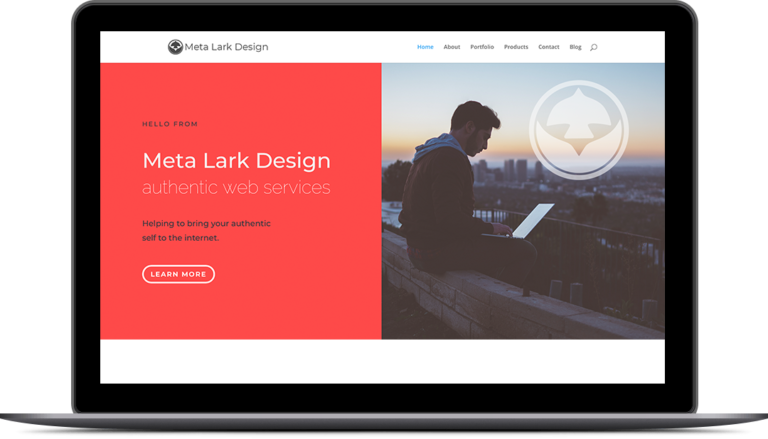 Meta Lark Design
Home About Portfolio Products Contact Blog
HELLO FROM
Meta Lark Design
authentic web services
Helping to bring your authentic
self to the internet.
LEARN MORE